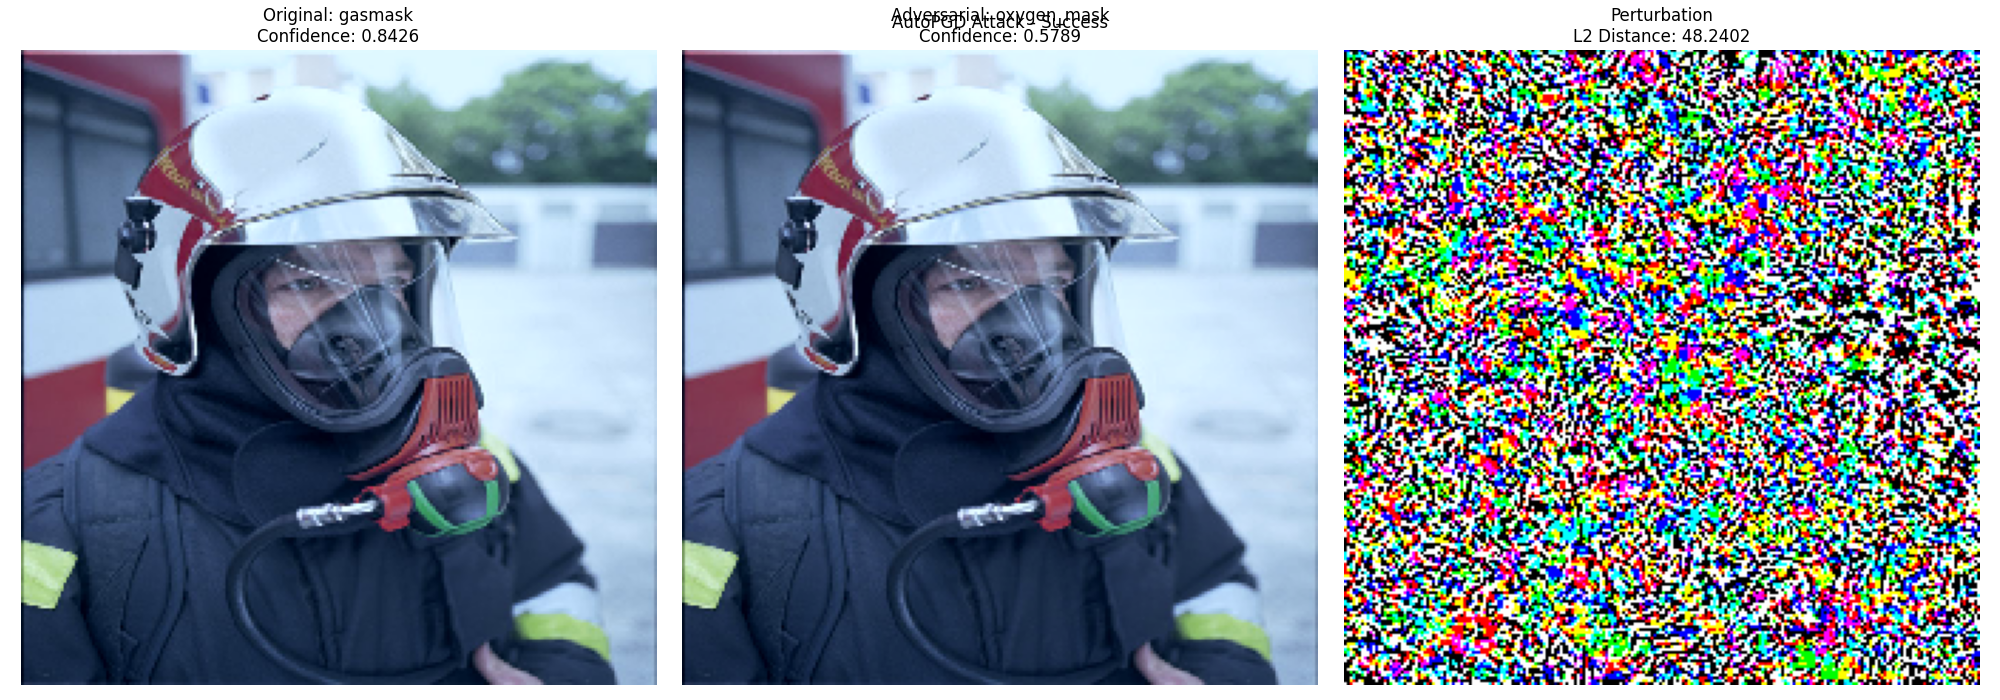 Original: gasmask
Confidence: 0.8426
Adversarial: oxygen_mask
AutoPGD Attack - Success
Confidence: 0.5789
Perturbation
L2 Distance: 48.2402